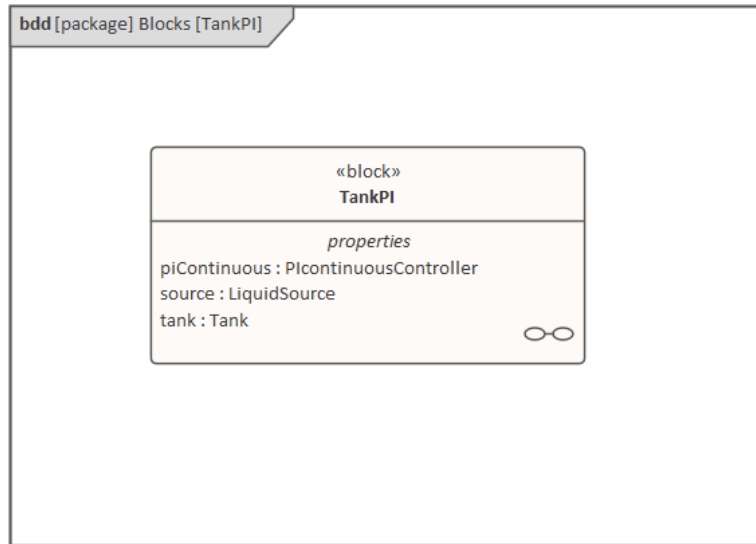 bdd [package] Blocks [TankPI]
«block»
TankPI
properties
piContinuous : PIcontinuousController
source : LiquidSource
tank : Tank